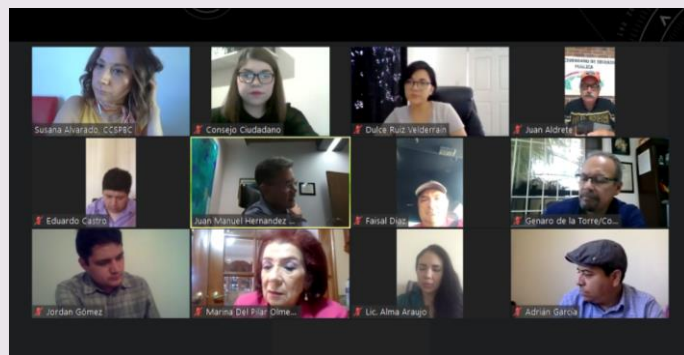 Susana Alvarado, CCSPBC
Consejo Ciudadano
Dulce Ruiz Velderrain
Juan Aldrete
Eduardo Castro
Juan Manuel Hernandez ...
Faisal Diaz
Genaro de la Torre/Co...
Jordan Gómez
Marina Del Pilar Olme...
Lic. Alma Araujo
Adrian Garcia